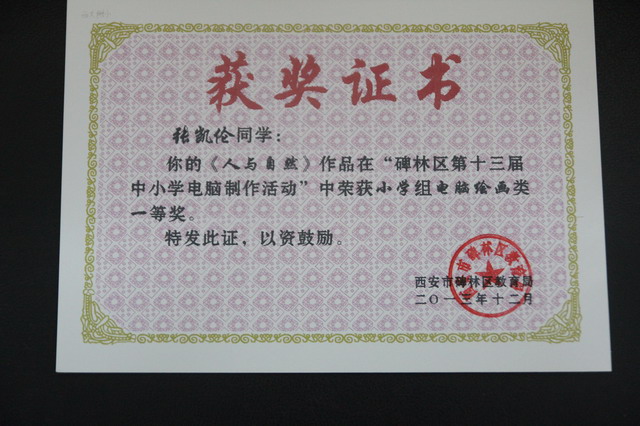 获奖证书
张凯伦同学：
你的《人与自然》作品在“碑林区第十三届
中小学电脑制作活动”中荣获小学组电脑绘画类
一等奖。
特发此证，以资鼓励。
西安市碑林区教育局
二〇一三年十二月